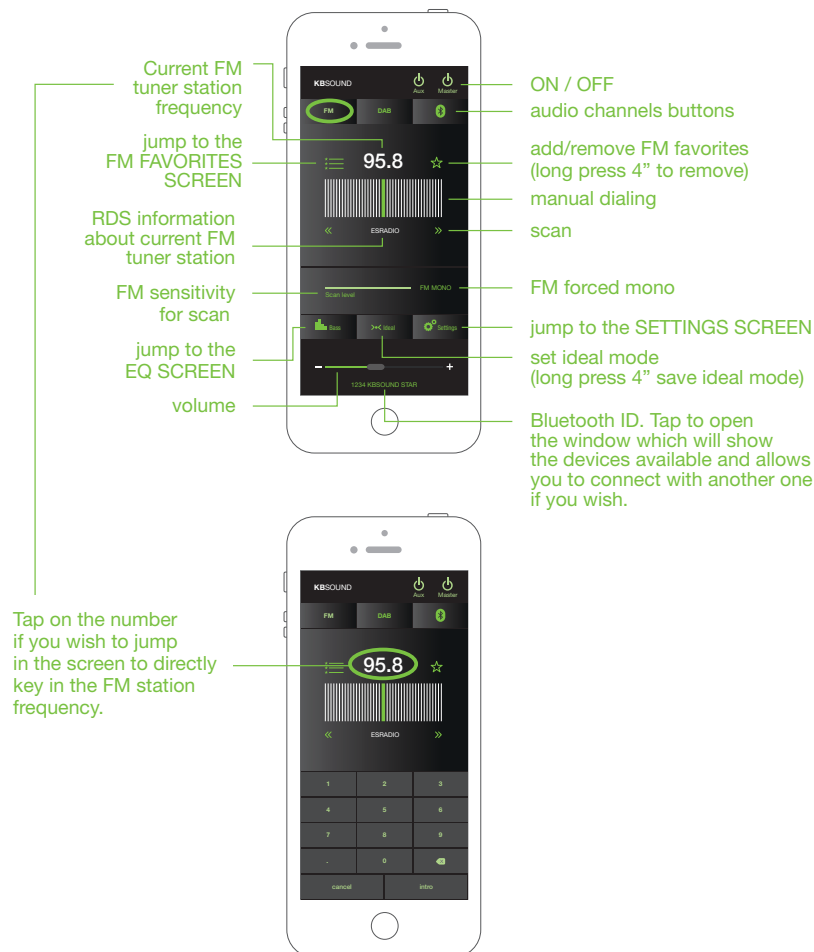 Current FM
tuner station
frequency
jump to the
FM FAVORITES
SCREEN
RDS information
about current FM
tuner station
FM sensitivity
for scan
jump to the
EQ SCREEN
volume
KBSOUND
Aux Master
FM DAB
95.8
ESRADIO
Scan level FM MONO
Bass Ideal Settings
- +
1234 KBSOUND STAR
ON / OFF
audio channels buttons
add/remove FM favorites
(long press 4” to remove)
manual dialing
scan
FM forced mono
jump to the SETTINGS SCREEN
set ideal mode
(long press 4” save ideal mode)
Bluetooth ID. Tap to open
the window which will show
the devices available and allows
you to connect with another one
if you wish.
Tap on the number
if you wish to jump
in the screen to directly
key in the FM station
frequency.
KBSOUND
Aux Master
FM DAB
95.8
ESRADIO
1 2 3
4 5 6
7 8 9
. 0
cancel intro